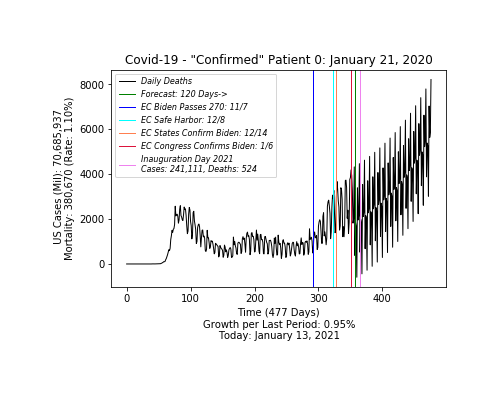 Covid-19 - "Confirmed" Patient 0: January 21, 2020
US Cases (Mil): 70,685,937
Mortality: 380,670 (Rate: 1.10%)
8000
6000
4000
2000
0
Daily Deaths
Forecast: 120 Days->
EC Biden Passes 270: 11/7
EC Safe Harbor: 12/8
EC States Confirm Biden: 12/14
EC Congress Confirms Biden: 1/6
Inauguration Day 2021
Cases: 241,111, Deaths: 524
0 100 200 300 400
Time (477 Days)
Growth per Last Period: 0.95%
Today: January 13, 2021